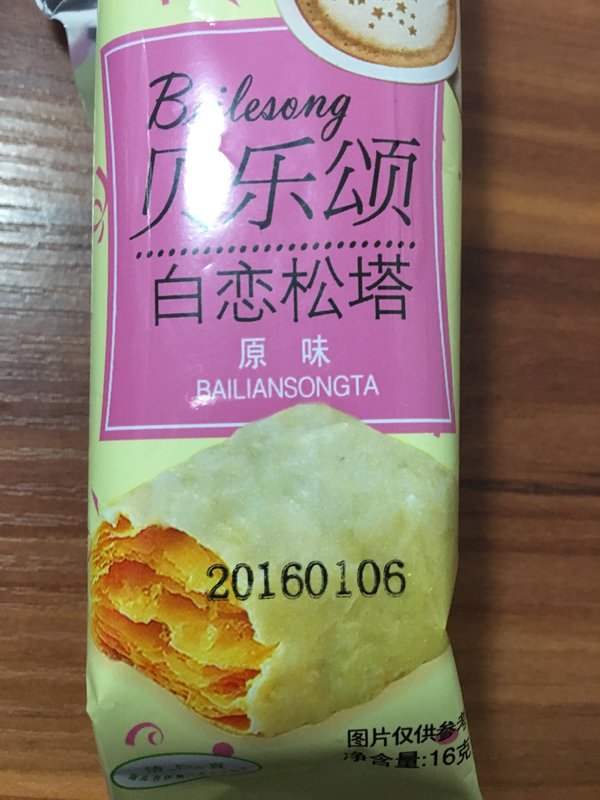 Beilesong
贝乐颂
白恋松塔
原味
BAILIANSONGTA
20160106
图片仅供参考
净含量:16克